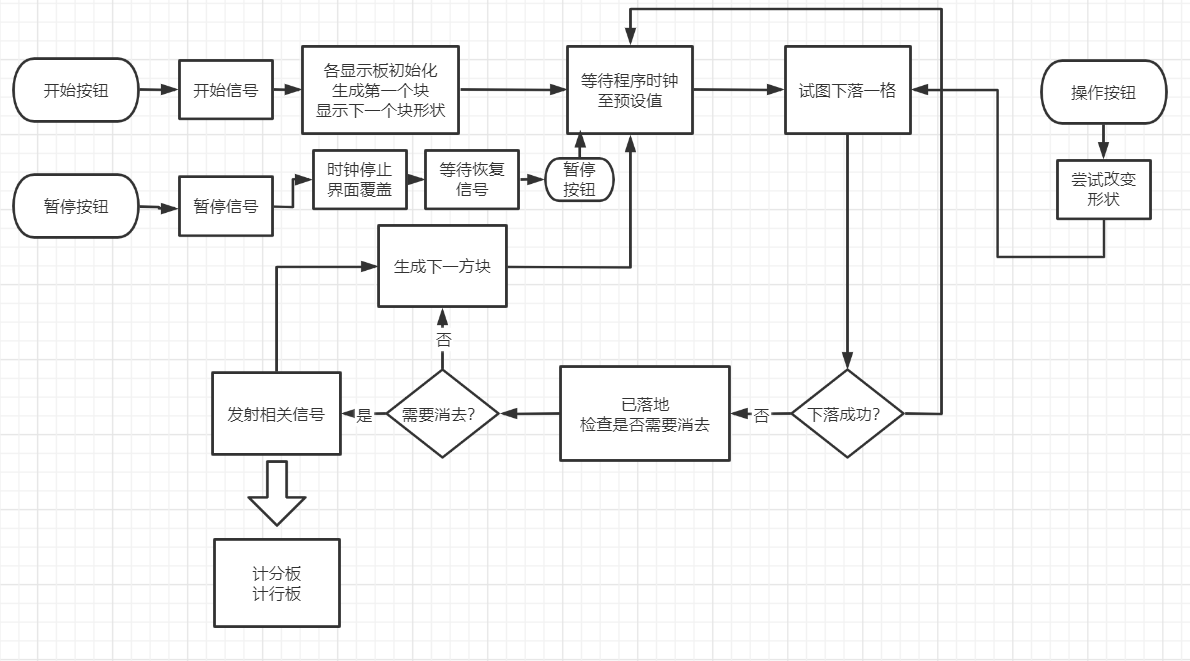 开始按钮
开始信号
各显示板初始化
生成第一个块
显示下一个块形状
等待程序时钟
至预设值
试图下落一格
操作按钮
暂停按钮
暂停信号
时钟停止
界面覆盖
等待恢复
信号
暂停
按钮
尝试改变
形状
生成下一方块
否
发射相关信号
是
需要消去？
已落地
检查是否需要消去
否
下落成功？
计分板
计行板